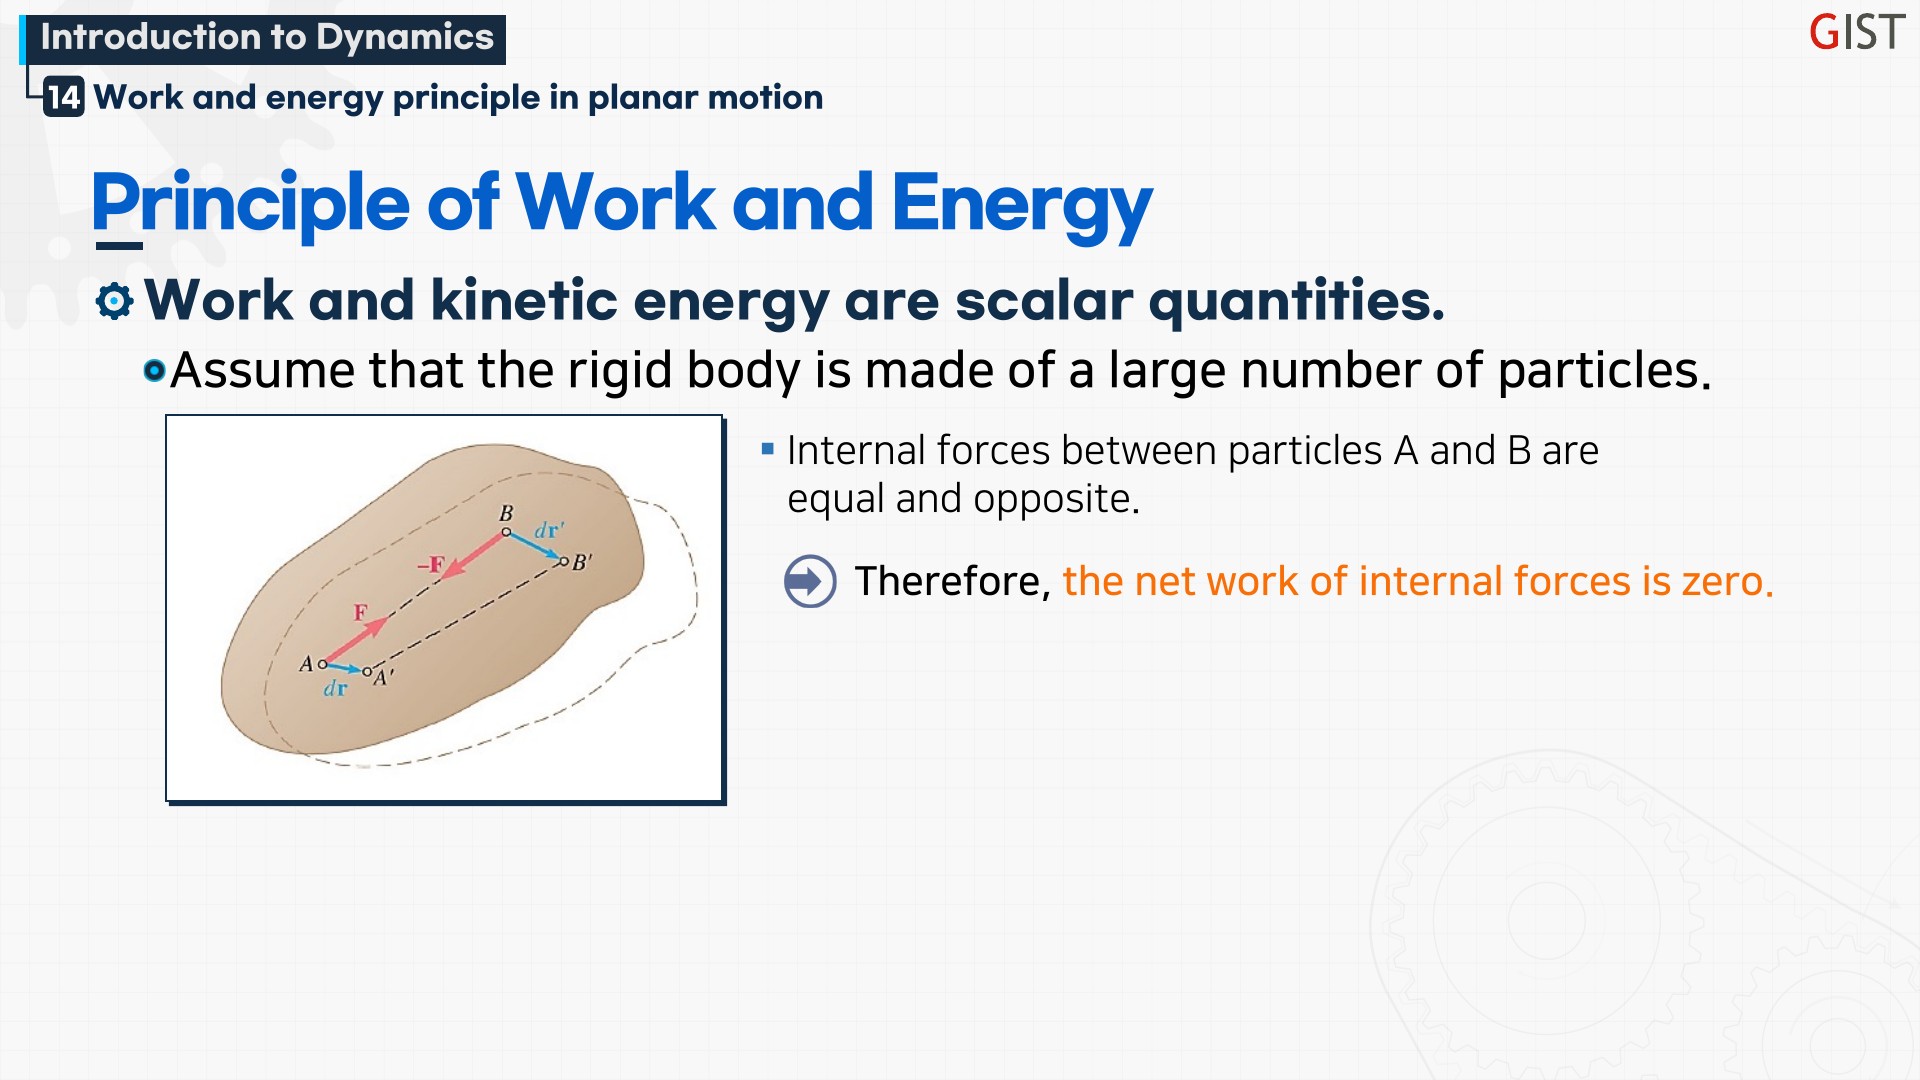 Introduction to Dynamics
GIST
14 Work and energy principle in planar motion
Principle of Work and Energy
Work and kinetic energy are scalar quantities.
Assume that the rigid body is made of a large number of particles.
Internal forces between particles A and B are
equal and opposite.
Therefore, the net work of internal forces is zero.
B
dr'
–F
B'
F
A
A'
dr